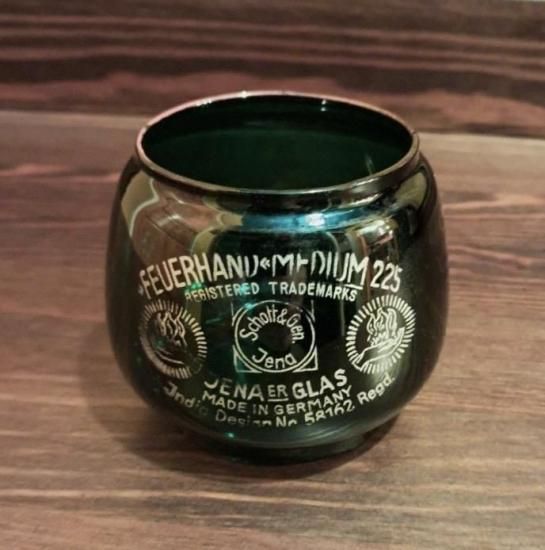 »FEUERHAND« MEDIUM 225
REGISTERED TRADEMARKS
Schott & Gen
Jena
JENAER GLAS
MADE IN GERMANY
India Design No 58162 Regd.